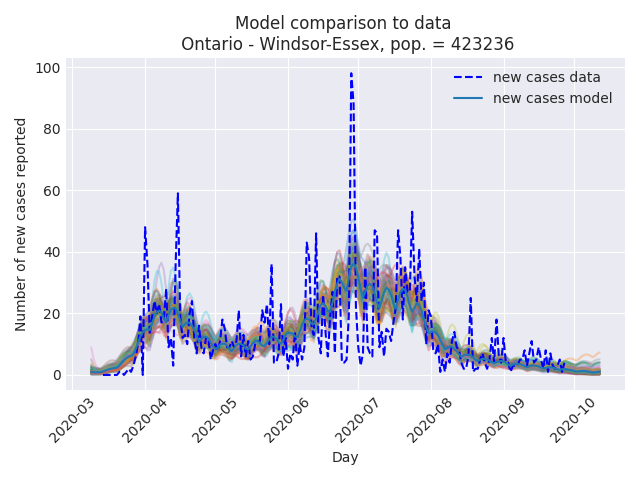 Model comparison to data
Ontario - Windsor-Essex, pop. = 423236
new cases data
new cases model
Number of new cases reported
100
80
60
40
20
0
2020-03
2020-04
2020-05
2020-06
2020-07
2020-08
2020-09
2020-10
Day